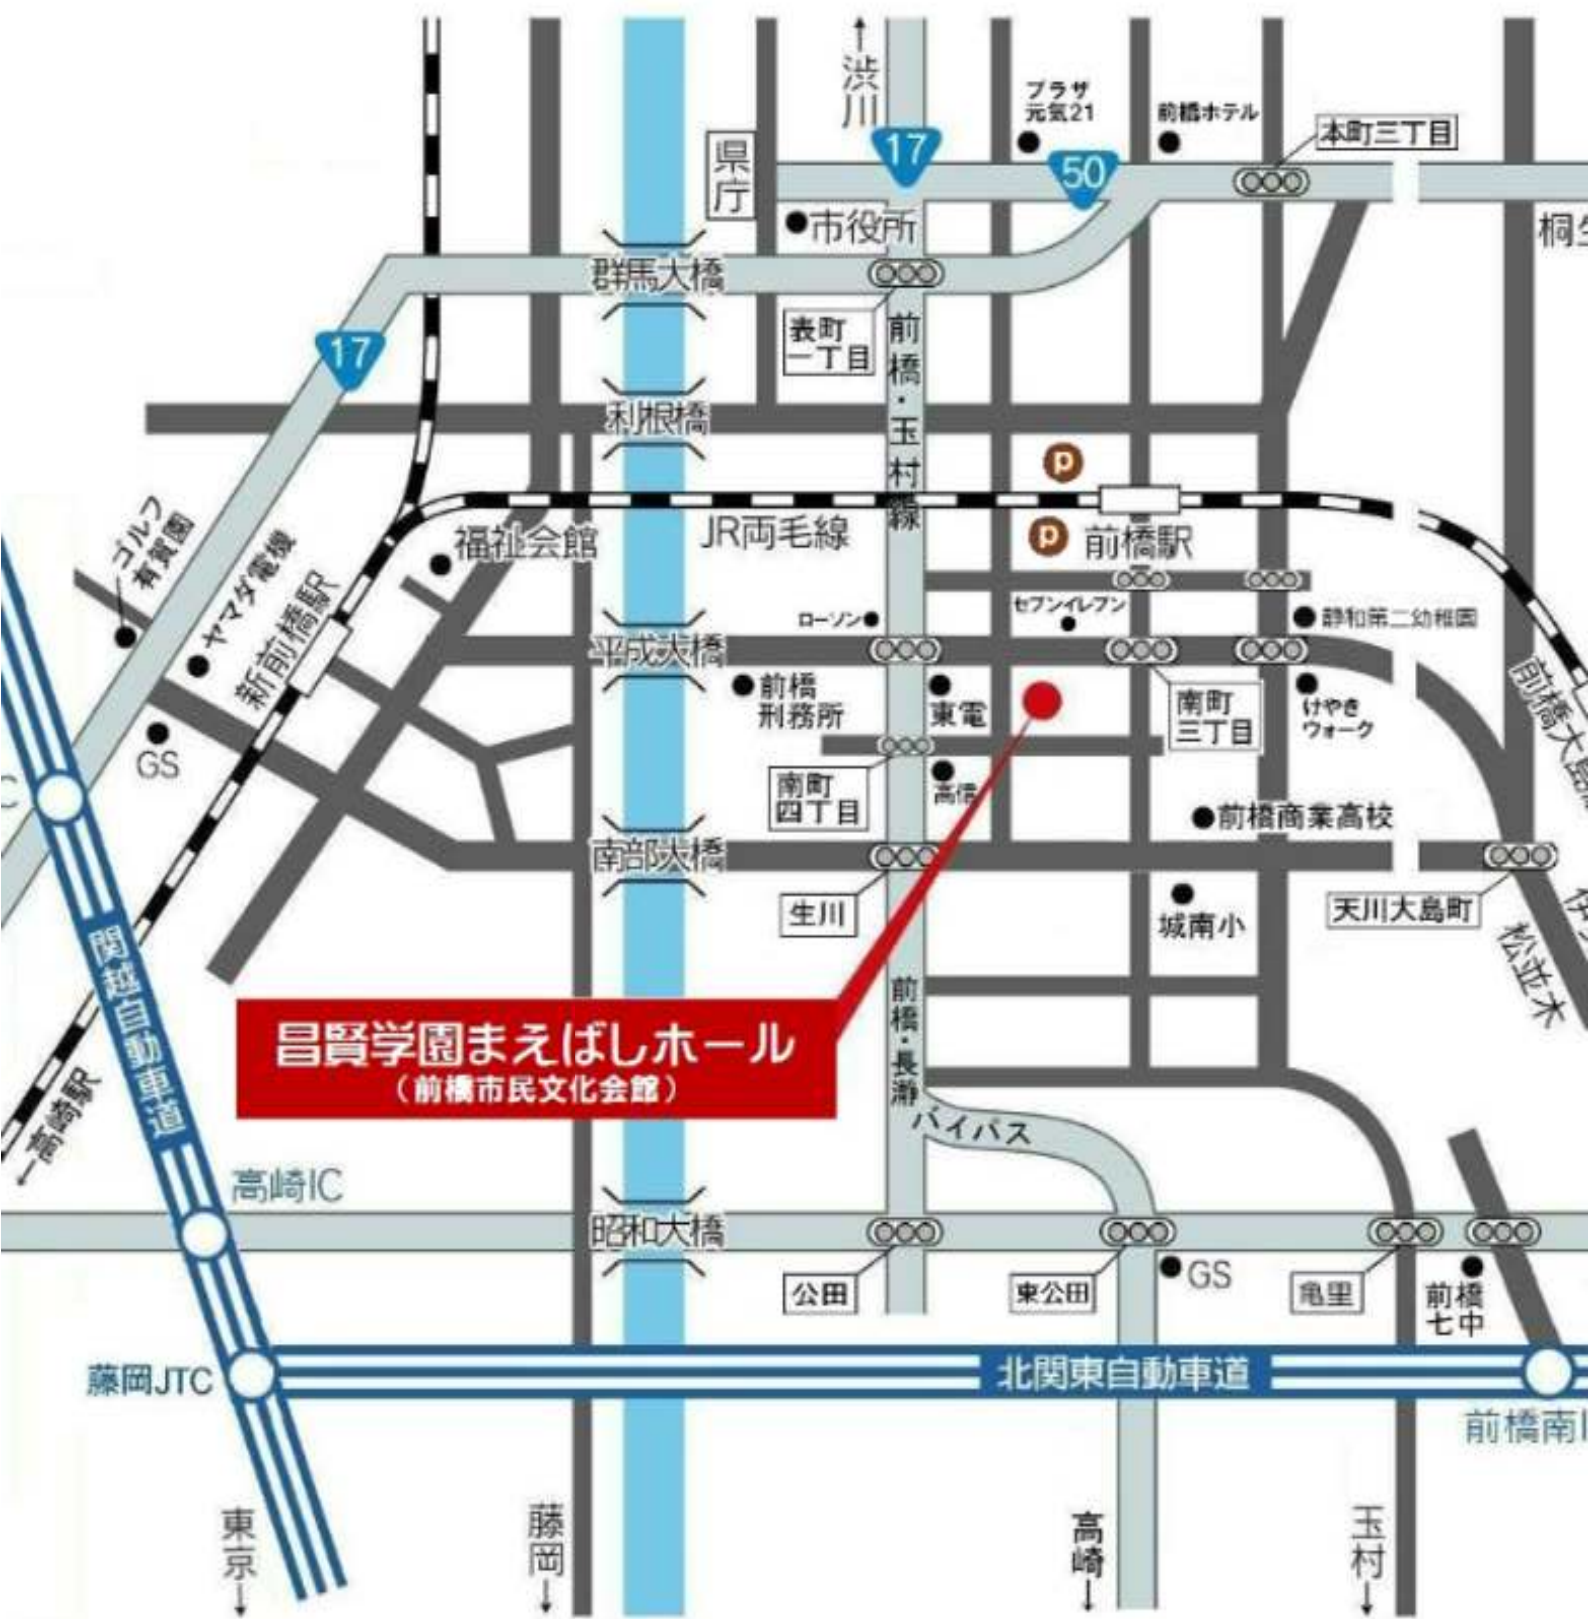 ↑渋川
プラザ
元気21
前橋ホテル
本町三丁目
17
50
県庁
●市役所
群馬大橋
表町
一丁目
17
前橋・玉村線
利根橋
P
P
JR両毛線
前橋駅
福祉会館
ゴルフ
有賀園
ヤマダ電機
新前橋駅
GS
ローソン
セブンイレブン
静和第二幼稚園
平成大橋
前橋
刑務所
東電
南町
三丁目
けやき
ウォーク
南町
四丁目
高信
●前橋商業高校
南部大橋
生川
城南小
天川大島町
松並木
関越自動車道
昌賢学園まえばしホール
(前橋市民文化会館)
前橋・長瀞
バイパス
←高崎駅
高崎IC
昭和大橋
公田
東公田
GS
亀里
前橋
七中
藤岡JTC
北関東自動車道
東京↓
藤岡↓
高崎↓
玉村↓